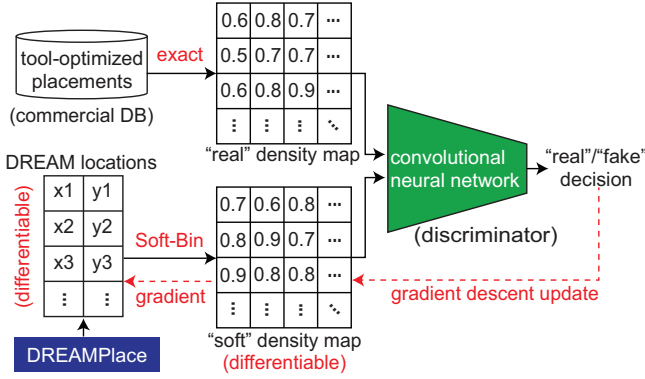 tool-optimized
placements
(commercial DB)
exact
0.6 0.8 0.7 ...
0.5 0.7 0.7 ...
0.6 0.8 0.9 ...
⋮ ⋮ ⋮ ⋱
“real” density map
convolutional
neural network
(discriminator)
“real”/“fake”
decision
DREAM locations
(differentiable)
x1 y1
x2 y2
x3 y3
⋮ ⋮
Soft-Bin
gradient
0.7 0.6 0.8 ...
0.8 0.9 0.7 ...
0.9 0.8 0.8 ...
⋮ ⋮ ⋮ ⋱
gradient descent update
“soft” density map
(differentiable)
DREAMPlace